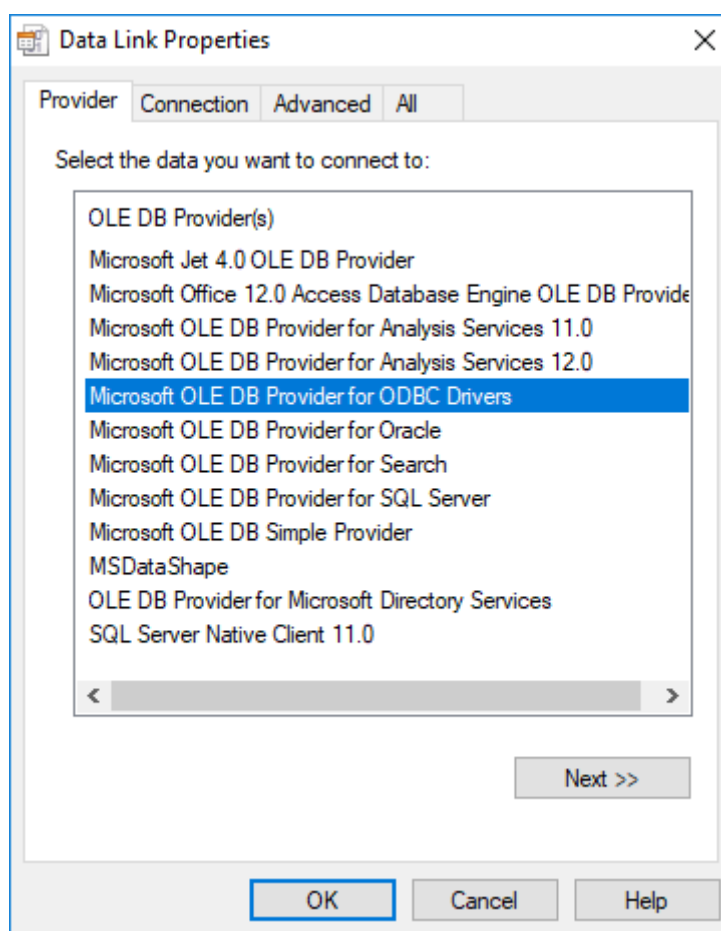 Data Link Properties
Provider Connection Advanced All
Select the data you want to connect to:
OLE DB Provider(s)
Microsoft Jet 4.0 OLE DB Provider
Microsoft Office 12.0 Access Database Engine OLE DB Provide
Microsoft OLE DB Provider for Analysis Services 11.0
Microsoft OLE DB Provider for Analysis Services 12.0
Microsoft OLE DB Provider for ODBC Drivers
Microsoft OLE DB Provider for Oracle
Microsoft OLE DB Provider for Search
Microsoft OLE DB Provider for SQL Server
Microsoft OLE DB Simple Provider
MSDataShape
OLE DB Provider for Microsoft Directory Services
SQL Server Native Client 11.0
Next >>
OK Cancel Help